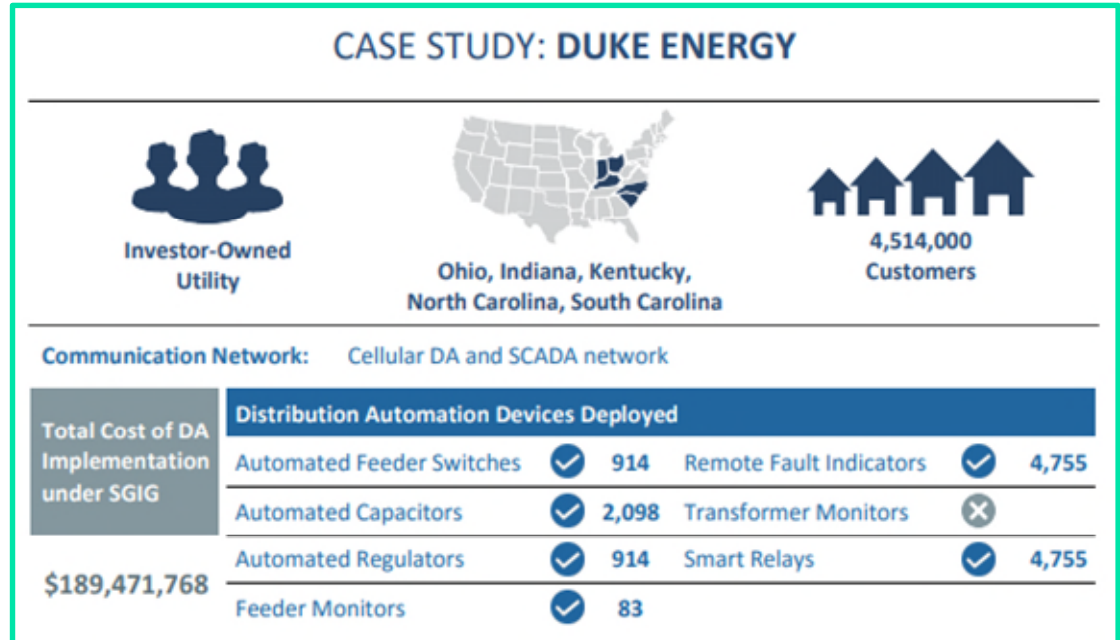 CASE STUDY: DUKE ENERGY
Investor-Owned
Utility
Ohio, Indiana, Kentucky,
North Carolina, South Carolina
4,514,000
Customers
Communication Network: Cellular DA and SCADA network
Total Cost of DA
Implementation
under SGIG
$189,471,768
Distribution Automation Devices Deployed
Automated Feeder Switches 914 Remote Fault Indicators 4,755
Automated Capacitors 2,098 Transformer Monitors
Automated Regulators 914 Smart Relays 4,755
Feeder Monitors 83